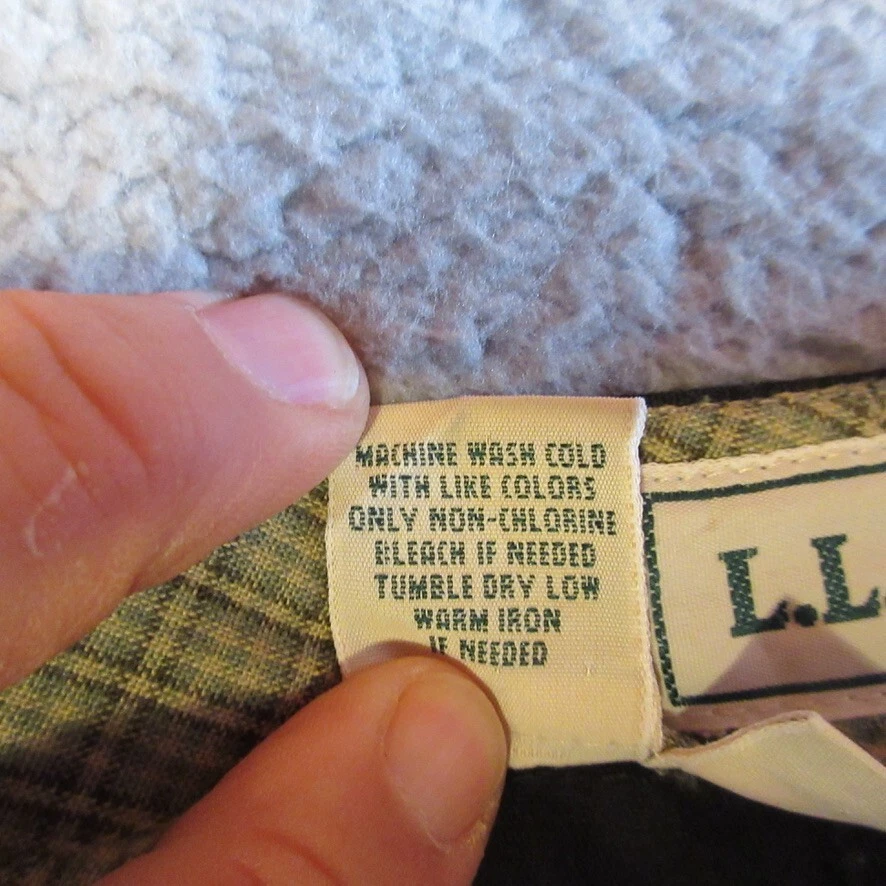 MACHINE WASH COLD
WITH LIKE COLORS
ONLY NON-CHLORINE
BLEACH IF NEEDED
TUMBLE DRY LOW
WARM IRON
IF NEEDED
L.L.